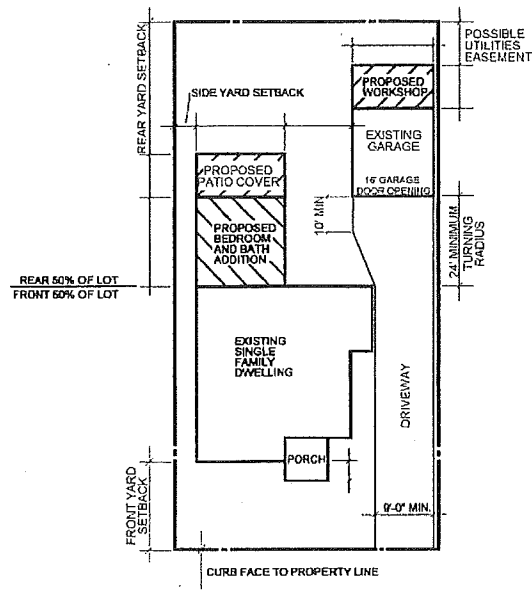 POSSIBLE
UTILITIES
EASEMENT
REAR YARD SETBACK
SIDE YARD SETBACK
PROPOSED
WORKSHOP
EXISTING
GARAGE
16' GARAGE
DOOR OPENING
PROPOSED
PATIO COVER
PROPOSED
BEDROOM
AND BATH
ADDITION
10' MIN
24' MINIMUM
TURNING
RADIUS
REAR 50% OF LOT
FRONT 50% OF LOT
EXISTING
SINGLE
FAMILY
DWELLING
DRIVEWAY
PORCH
FRONT YARD
SETBACK
9'-0" MIN.
CURB FACE TO PROPERTY LINE